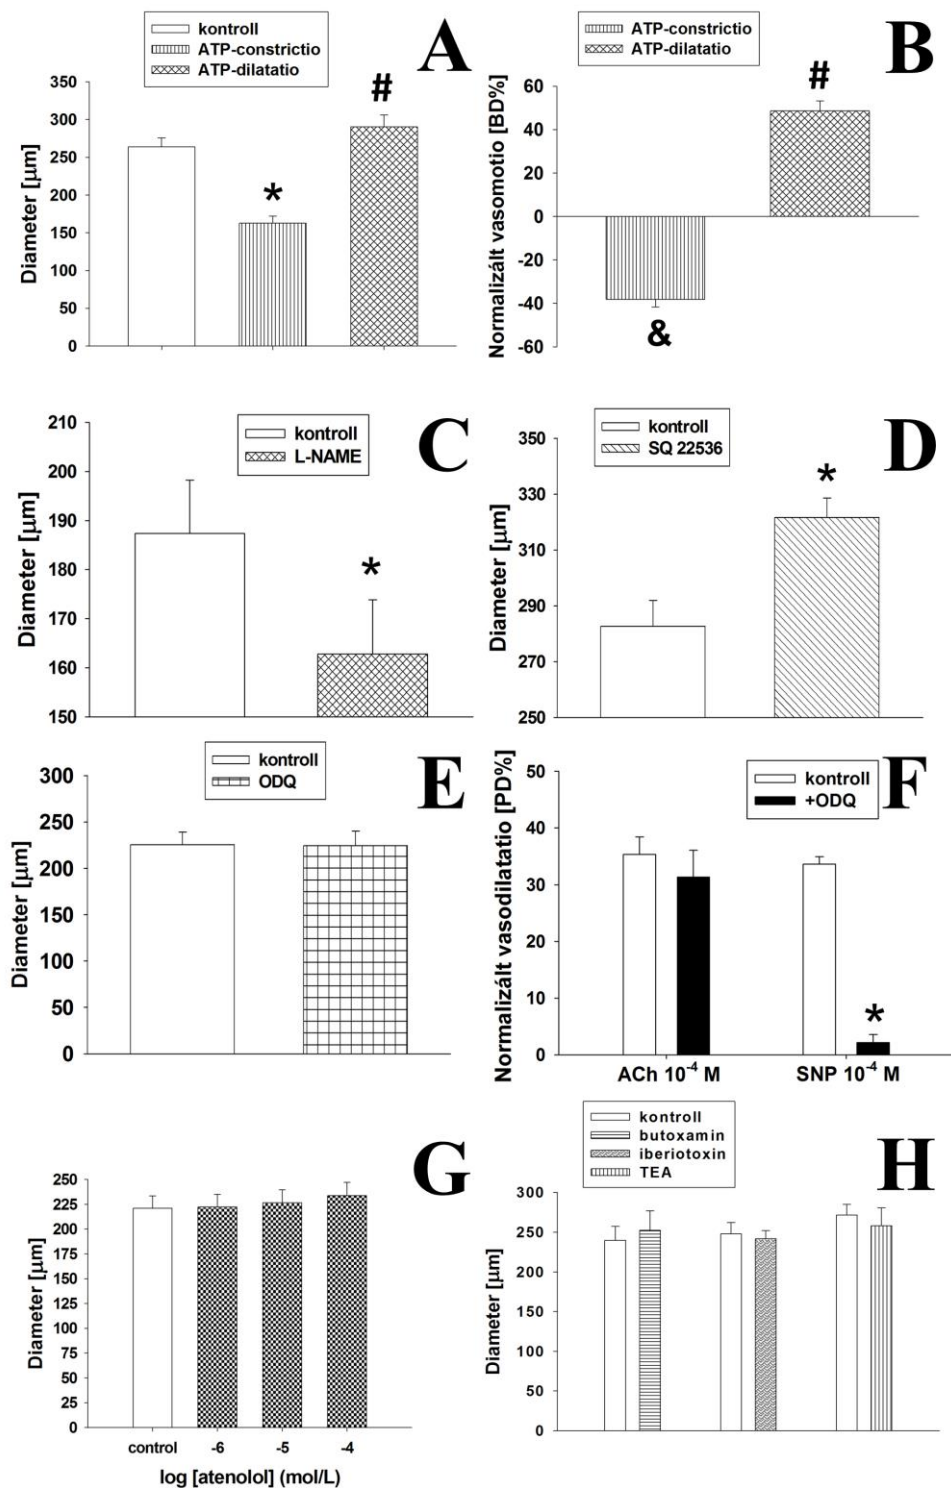 kontroll
ATP-constrictio
ATP-dilatatio
A
350
300
250
200
150
100
50
0
Diameter [µm]
*
#
ATP-constrictio
ATP-dilatatio
B
60
40
20
0
-20
-40
-60
Normalizált vasomotio [BD%]
#
&
kontroll
L-NAME
C
210
200
190
180
170
160
150
Diameter [µm]
*
kontroll
SQ 22536
D
350
330
310
290
270
250
Diameter [µm]
*
kontroll
ODQ
E
300
250
200
250
100
50
0
Diameter [µm]
kontroll
+ODQ
F
50
40
30
20
10
0
Normalizált vasodilatatio [PD%]
*
ACh 10⁻⁴ M
SNP 10⁻⁴ M
G
250
225
200
175
150
125
100
75
50
25
0
Diameter [µm]
control
-6
-5
-4
log [atenolol] (mol/L)
kontroll
butoxamin
iberiotoxin
TEA
H
300
250
200
150
100
50
0
Diameter [µm]